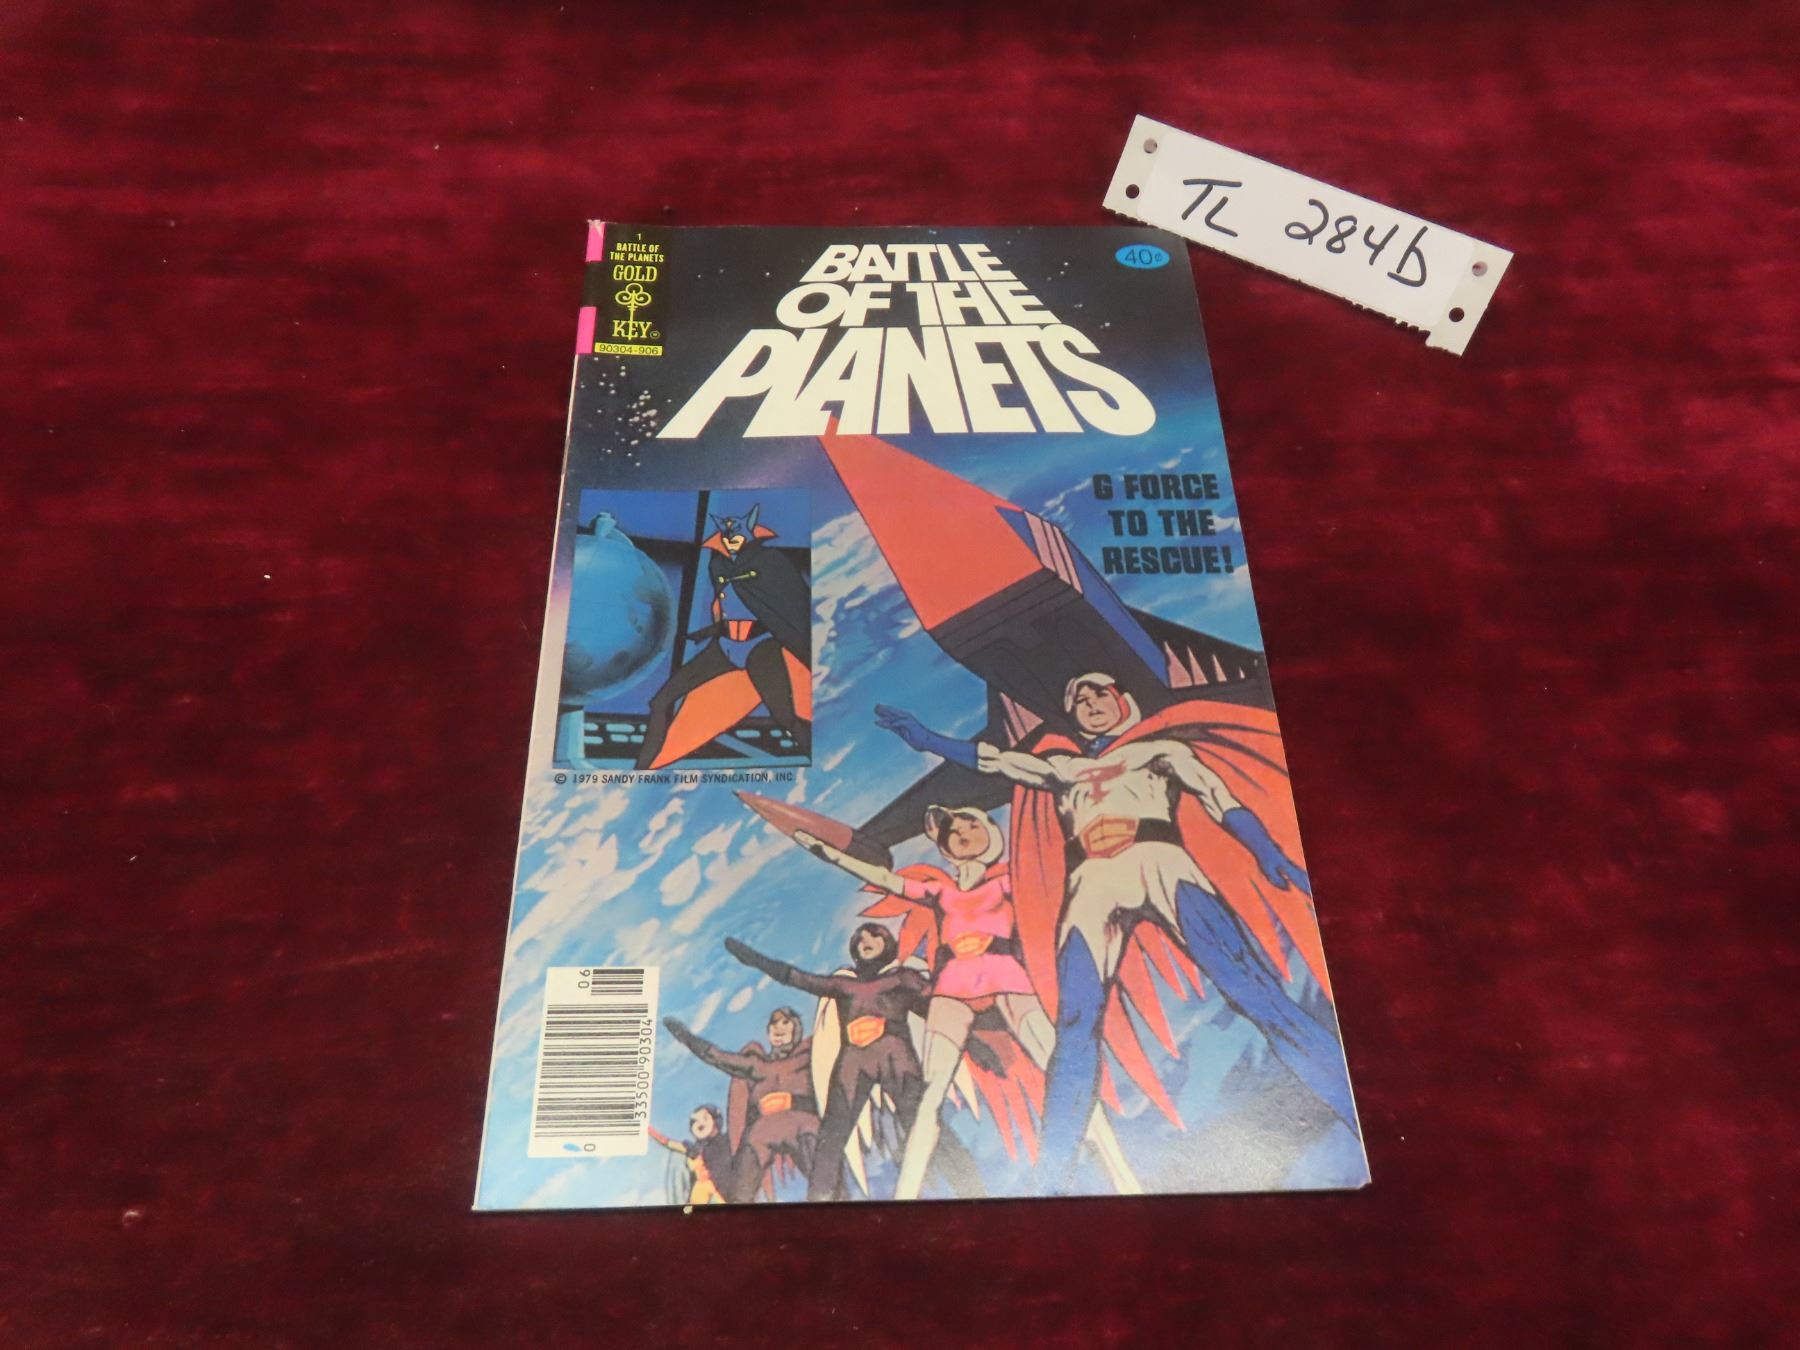 TL 284b
1
BATTLE OF
THE PLANETS
GOLD
KEY
90304-906
BATTLE
OF THE
PLANETS
40¢
G FORCE
TO THE
RESCUE!
© 1979 SANDY FRANK FILM SYNDICATION, INC
06
33500 90304
0